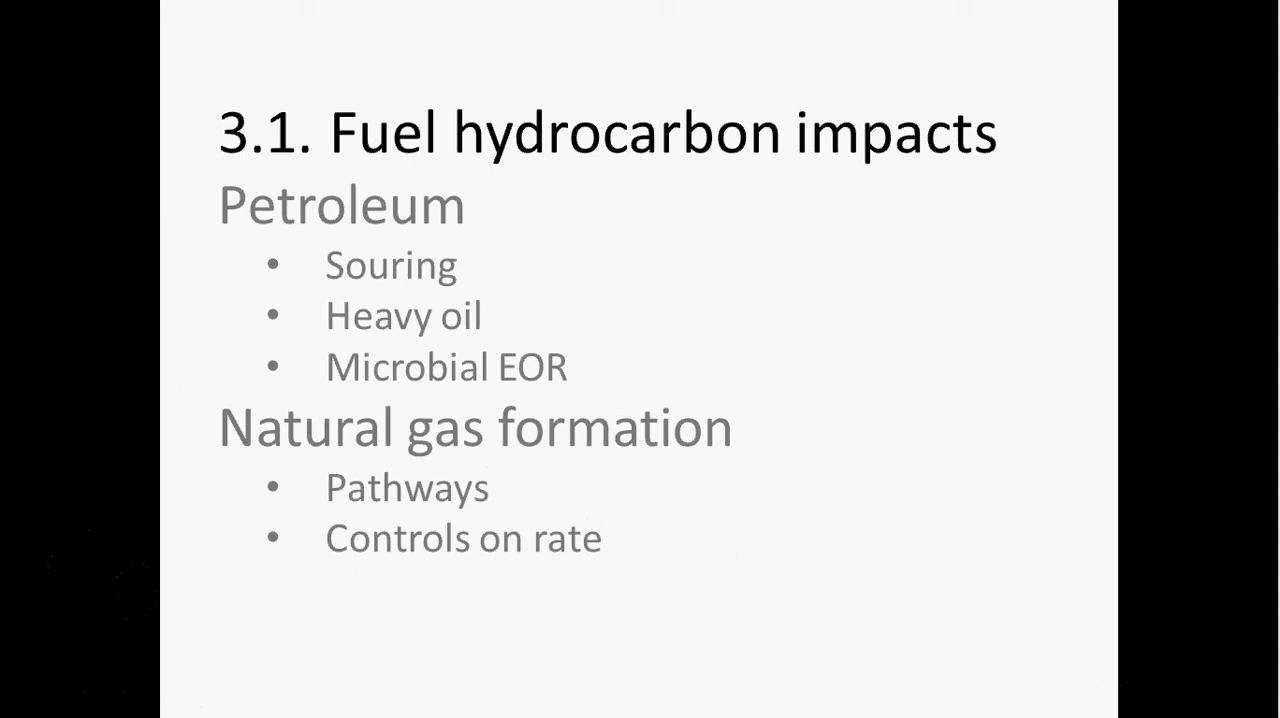 3.1. Fuel hydrocarbon impacts
Petroleum
• Souring
• Heavy oil
• Microbial EOR
Natural gas formation
• Pathways
• Controls on rate